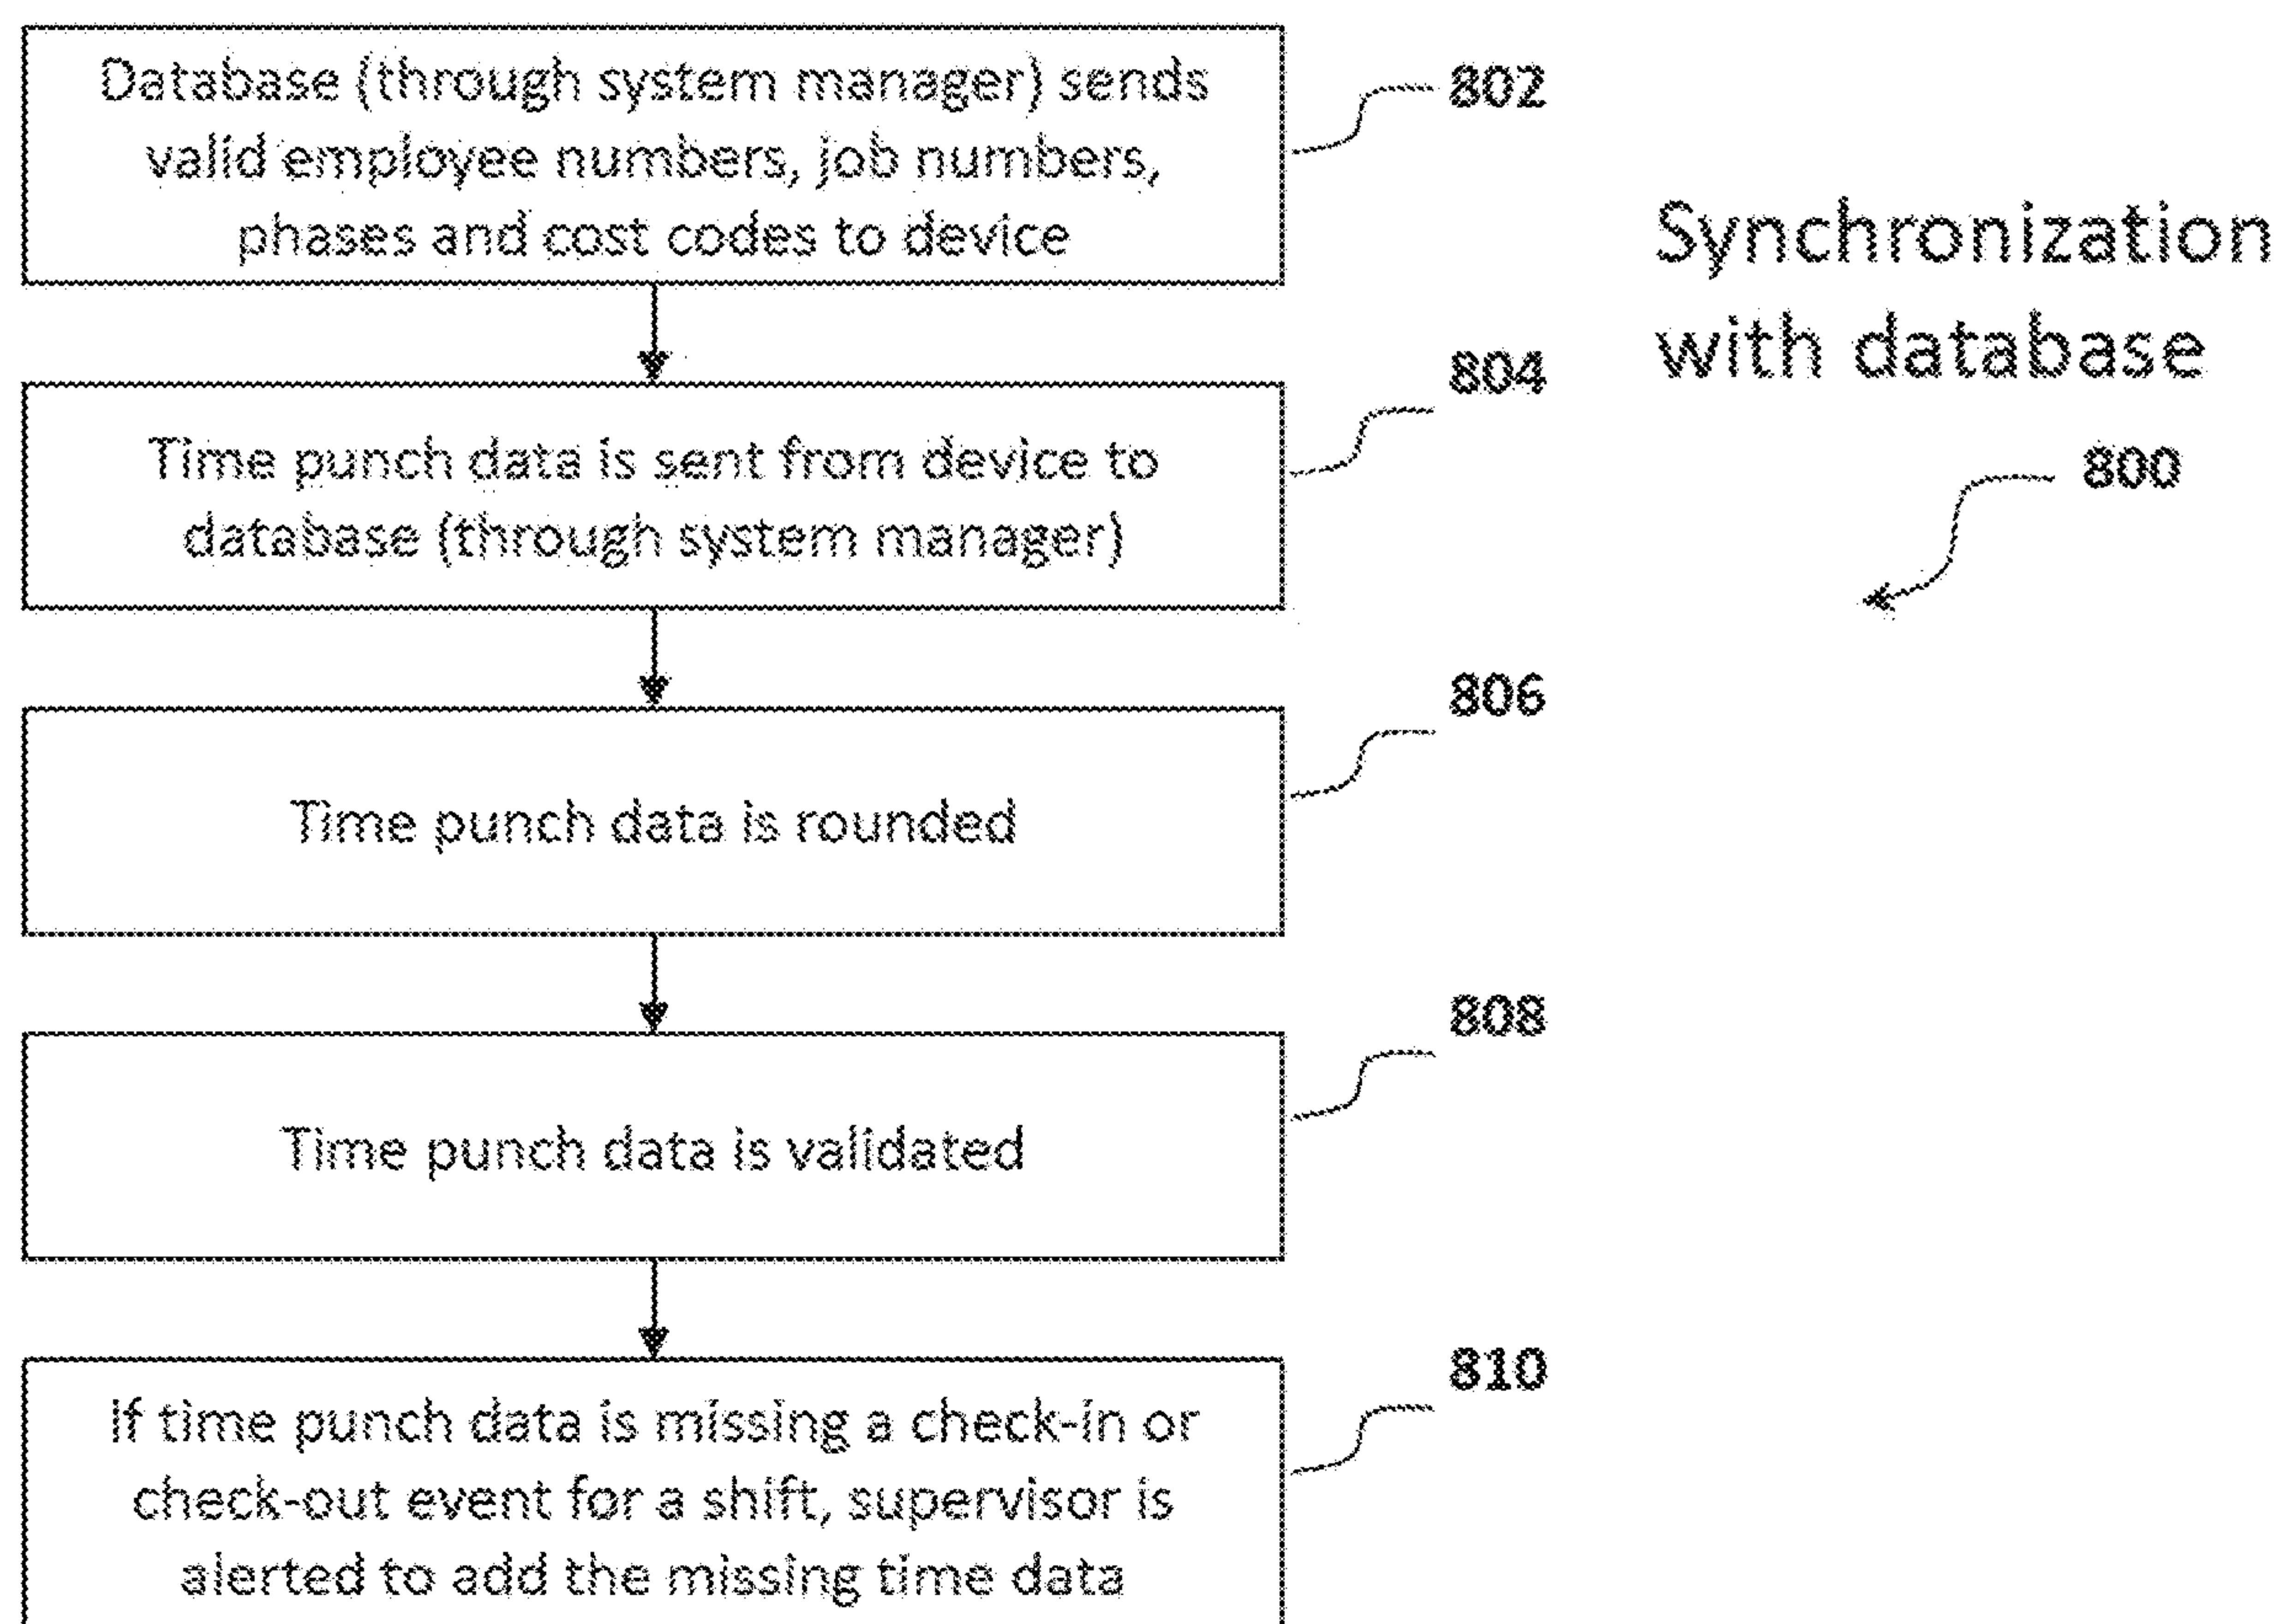 Database (through system manager) sends
valid employee numbers, job numbers,
phases and cost codes to device
802
Synchronization
with database
800
804
Time punch data is sent from device to
database (through system manager)
806
Time punch data is rounded
808
Time punch data is validated
810
If time punch data is missing a check-in or
check-out event for a shift, supervisor is
alerted to add the missing time data